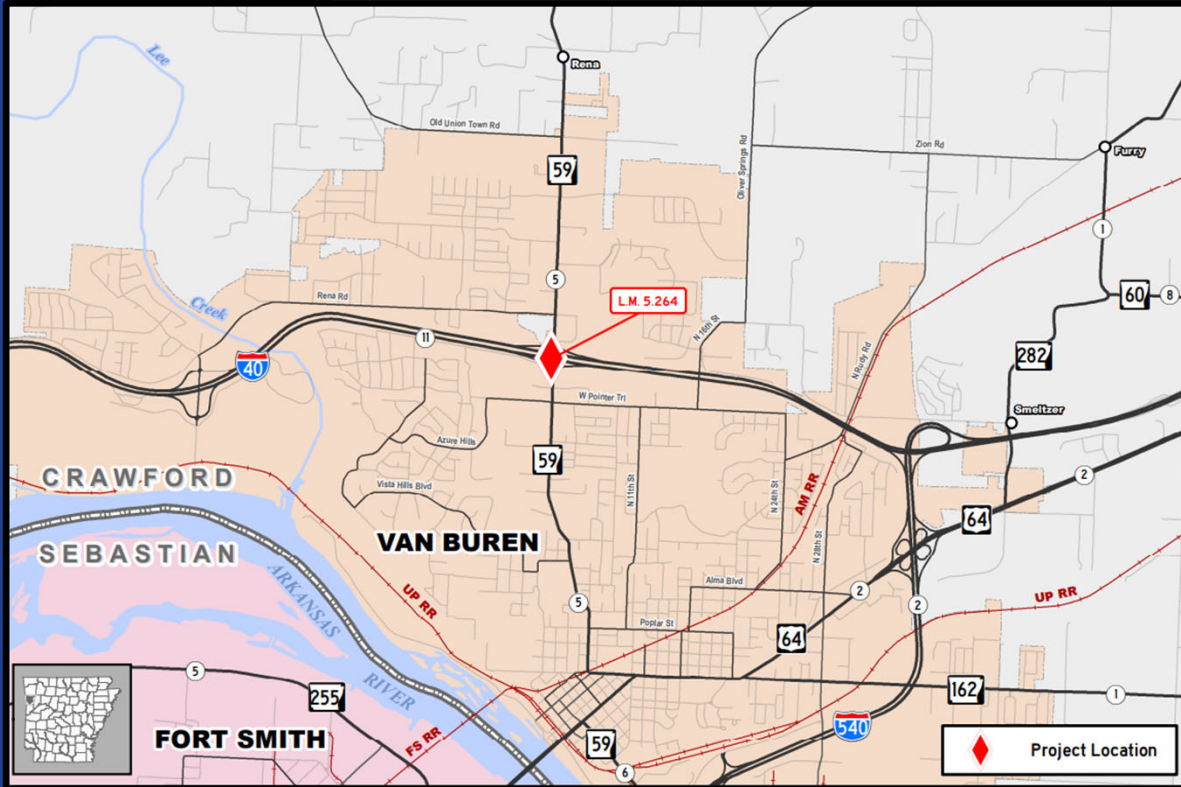 Lee
Rena
Old Union Town Rd
Oliver Springs Rd
Zion Rd
Furry
59
1
5
L.M. 5.264
60
8
Rena Rd
Creek
N 16th St
11
282
40
N Rudy Rd
W Pointer Trl
Smeltzer
Azure Hills
59
2
CRAWFORD
Vista Hills Blvd
N 11th St
N 24th St
AM RR
64
SEBASTIAN
VAN BUREN
N 28th St
ARKANSAS
RIVER
UP RR
Alma Blvd
2
2
UP RR
5
Poplar St
64
5
255
162
1
FORT SMITH
FS RR
59
540
6
Project Location